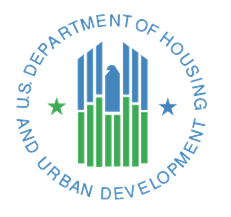 U.S. DEPARTMENT OF HOUSING
AND URBAN DEVELOPMENT